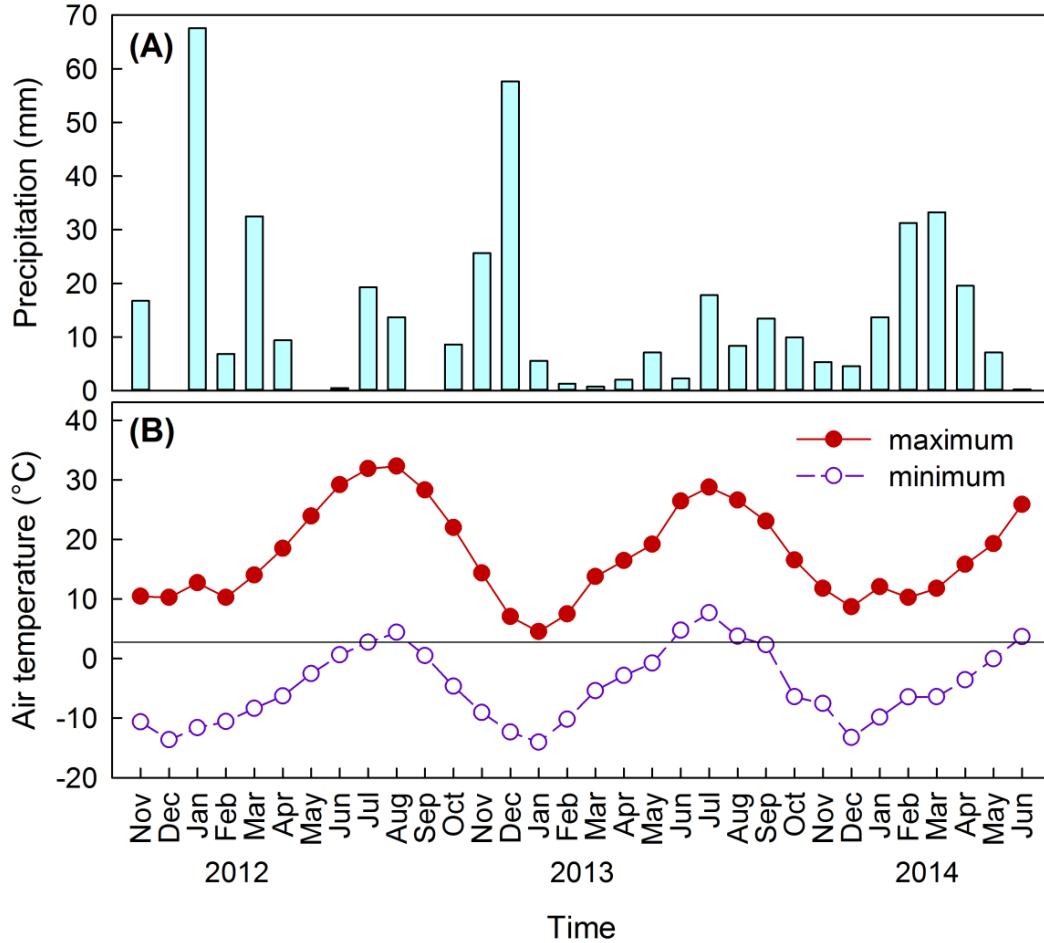 (A)
Precipitation (mm)
70
60
50
40
30
20
10
0
(B)
maximum
minimum
Air temperature (°C)
40
30
20
10
0
-10
-20
Nov Dec Jan Feb Mar Apr May Jun Jul Aug Sep Oct Nov Dec Jan Feb Mar Apr May Jun Jul Aug Sep Oct Nov Dec Jan Feb Mar Apr May Jun
2012 2013 2014
Time